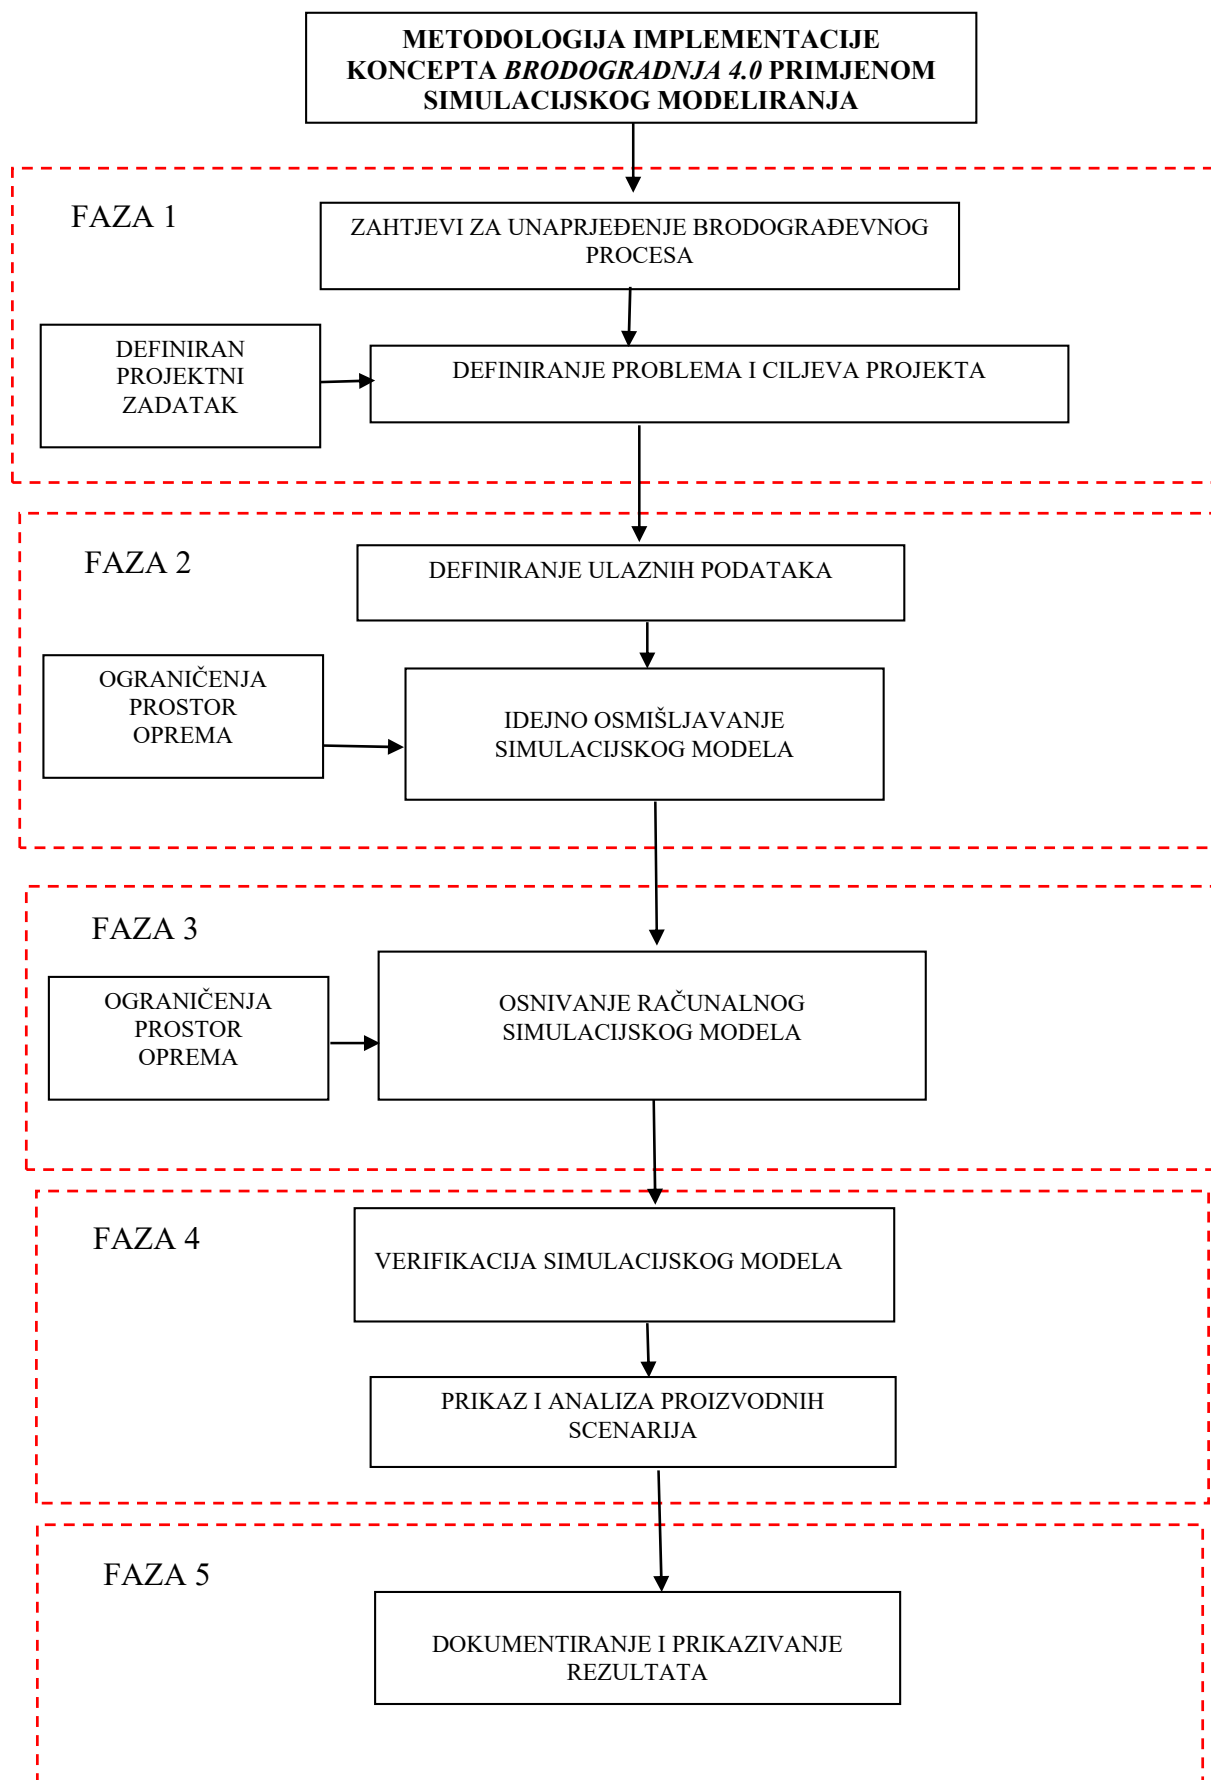 METODOLOGIJA IMPLEMENTACIJE
KONCEPTA BRODOGRADNJA 4.0 PRIMJENOM
SIMULACIJSKOG MODELIRANJA
FAZA 1
ZAHTJEVI ZA UNAPRJEĐENJE BRODOGRAĐEVNOG
PROCESA
DEFINIRAN
PROJEKTNI
ZADATAK
DEFINIRANJE PROBLEMA I CILJEVA PROJEKTA
FAZA 2
DEFINIRANJE ULAZNIH PODATAKA
OGRANIČENJA
PROSTOR
OPREMA
IDEJNO OSMIŠLJAVANJE
SIMULACIJSKOG MODELA
FAZA 3
OGRANIČENJA
PROSTOR
OPREMA
OSNIVANJE RAČUNALNOG
SIMULACIJSKOG MODELA
FAZA 4
VERIFIKACIJA SIMULACIJSKOG MODELA
PRIKAZ I ANALIZA PROIZVODNIH
SCENARIJA
FAZA 5
DOKUMENTIRANJE I PRIKAZIVANJE
REZULTATA